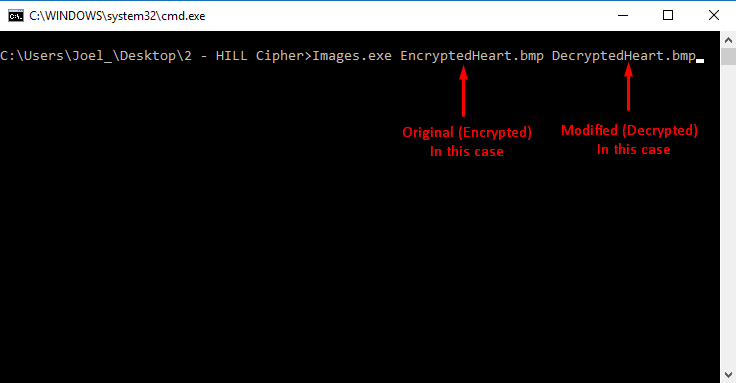 C:\WINDOWS\system32\cmd.exe
C:\Users\Joel_\Desktop\2 - HILL Cipher>Images.exe EncryptedHeart.bmp DecryptedHeart.bmp
Original (Encrypted)
In this case
Modified (Decrypted)
In this case